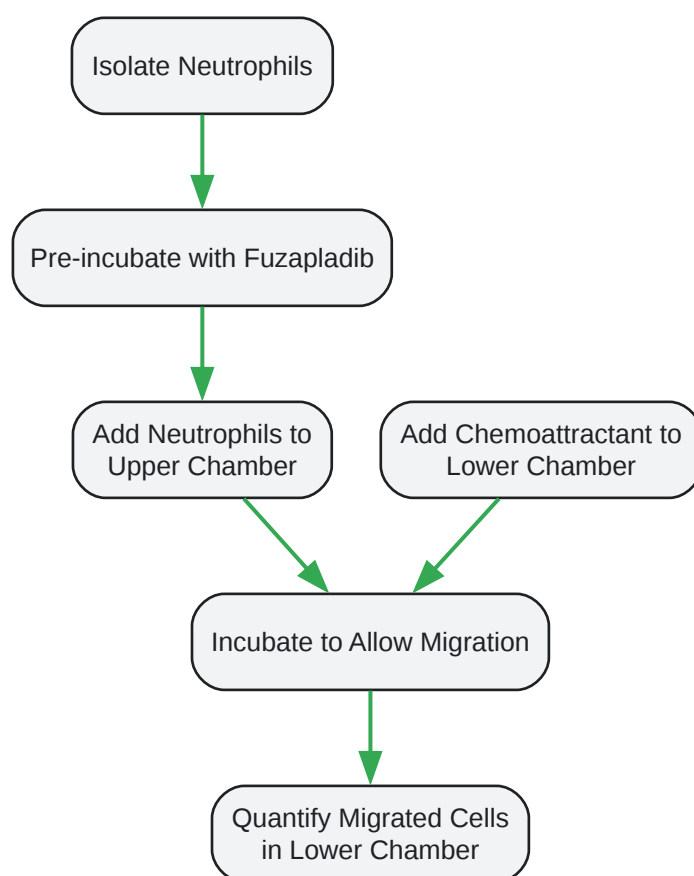 Isolate Neutrophils
Pre-incubate with Fuzapladib
Add Neutrophils to
Upper Chamber
Add Chemoattractant to
Lower Chamber
Incubate to Allow Migration
Quantify Migrated Cells
in Lower Chamber